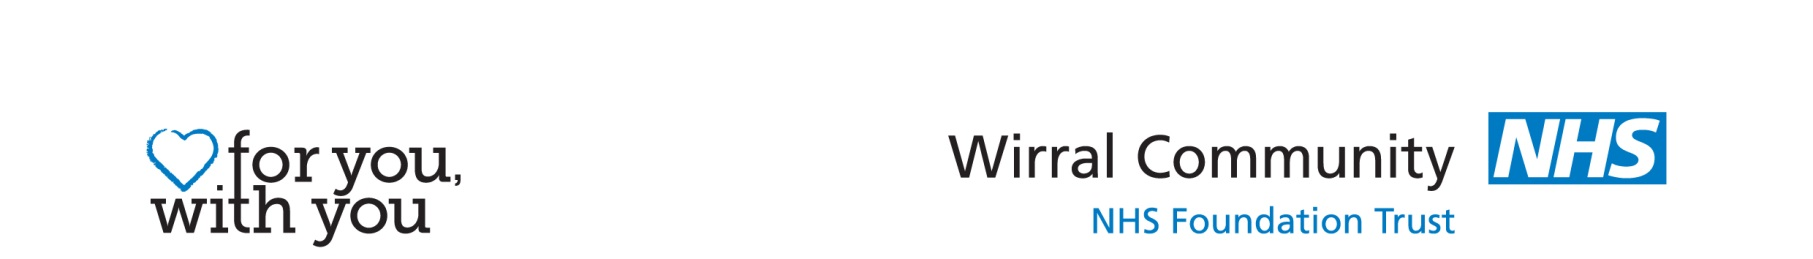 for you,
with you
Wirral Community NHS
NHS Foundation Trust